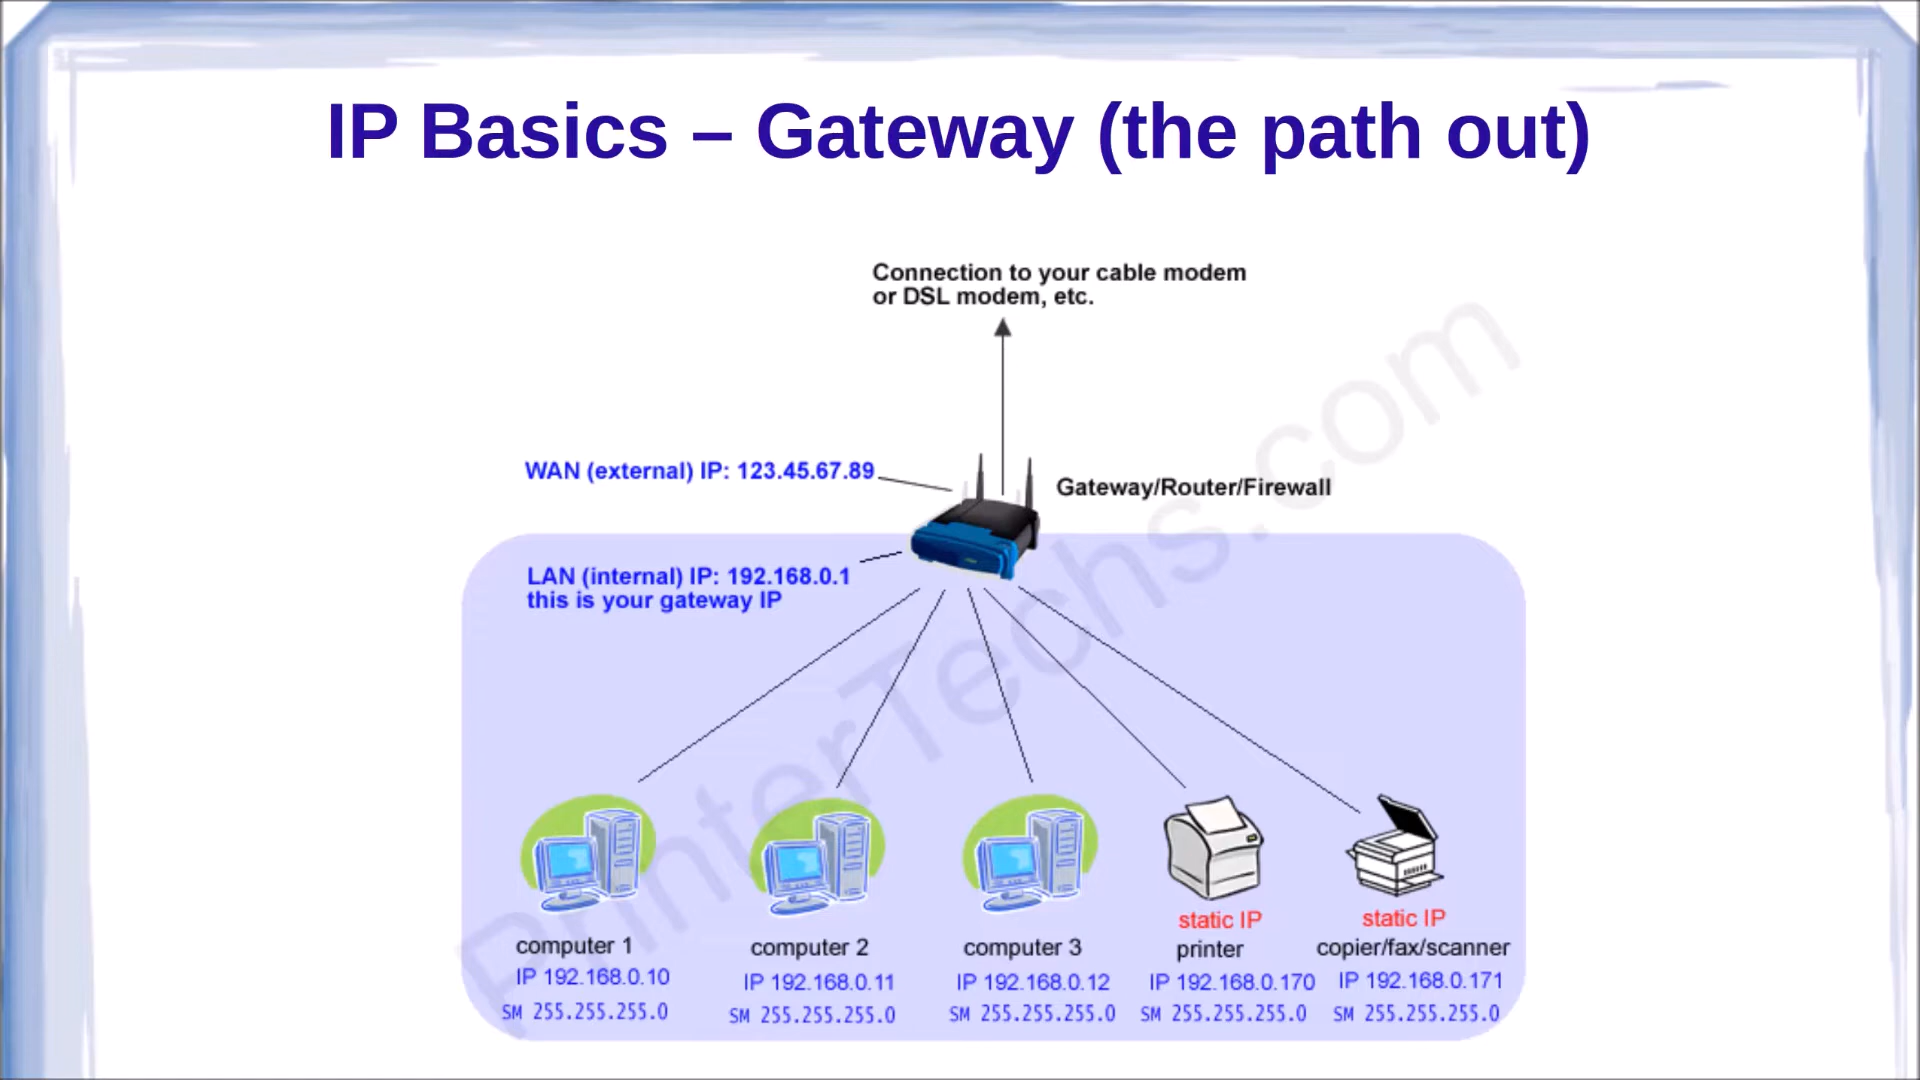 IP Basics – Gateway (the path out)
Connection to your cable modem
or DSL modem, etc.
WAN (external) IP: 123.45.67.89
Gateway/Router/Firewall
LAN (internal) IP: 192.168.0.1
this is your gateway IP
PrinterTechs.com
static IP
static IP
computer 1
computer 2
computer 3
printer
copier/fax/scanner
IP 192.168.0.10
IP 192.168.0.11
IP 192.168.0.12
IP 192.168.0.170
IP 192.168.0.171
SM 255.255.255.0
SM 255.255.255.0
SM 255.255.255.0
SM 255.255.255.0
SM 255.255.255.0